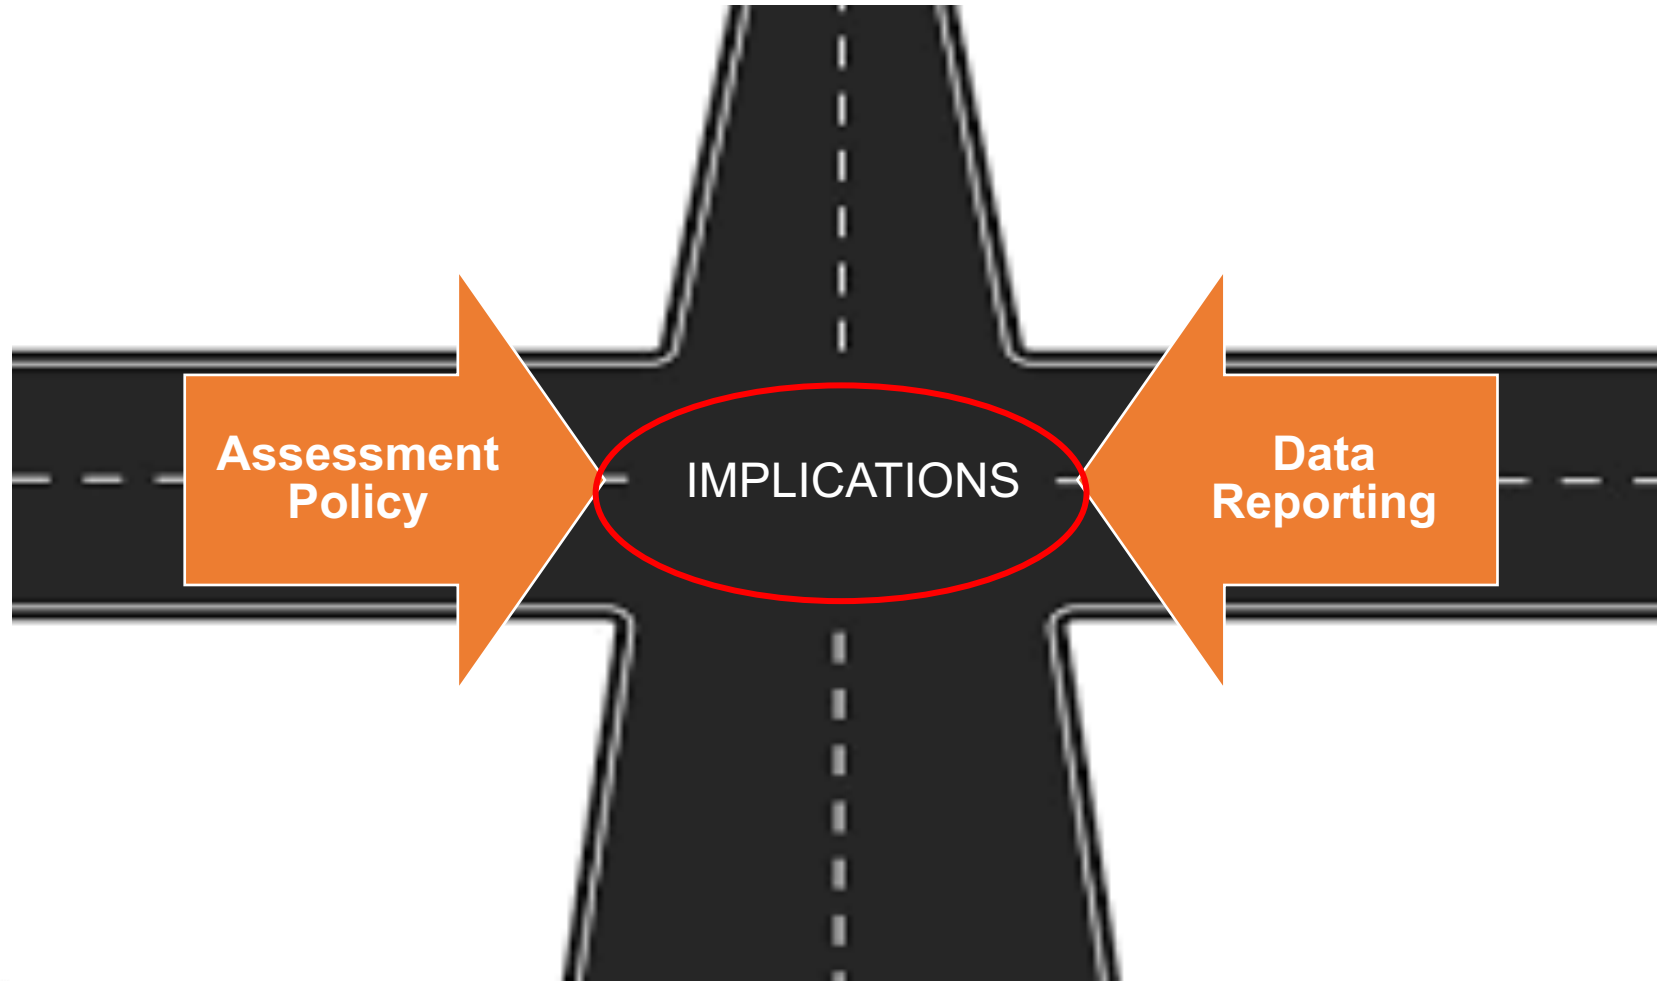 Assessment
Policy
IMPLICATIONS
Data
Reporting